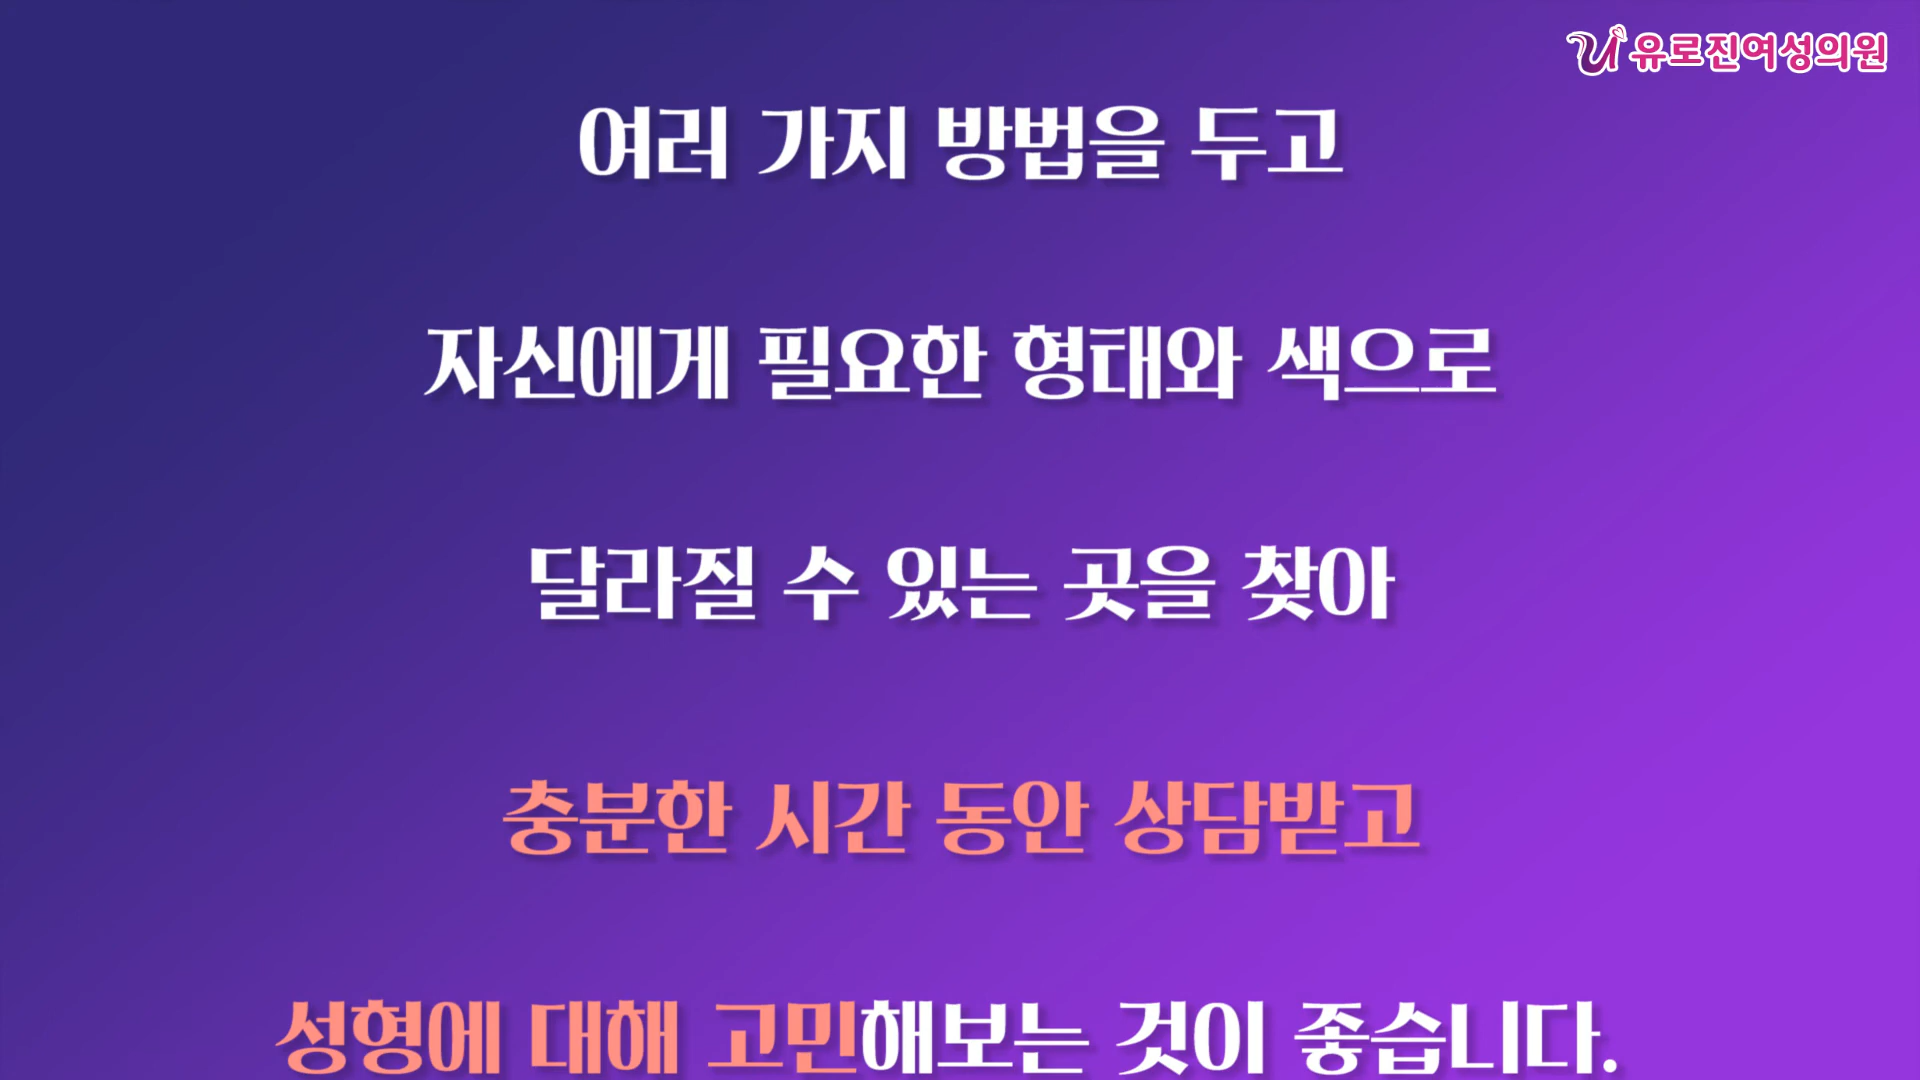 유로진여성의원
여러 가지 방법을 두고
자신에게 필요한 형태와 색으로
달라질 수 있는 곳을 찾아
충분한 시간 동안 상담받고
성형에 대해 고민해보는 것이 좋습니다.